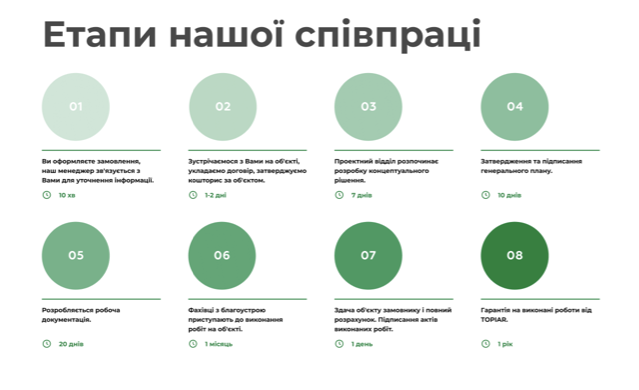 Етапи нашої співпраці
01
02
03
04
Ви оформляєте замовлення,
наш менеджер зв'язується з
Вами для уточнення інформації.
10 хв
Зустрічаємося з Вами на об'єкті,
укладаємо договір, затверджуємо
кошторис за об'єктом.
1-2 дні
Проектний відділ розпочинає
розробку концептуального
рішення.
7 днів
Затвердження та підписання
генерального плану.
10 днів
05
06
07
08
Розробляється робоча
документація.
20 днів
Фахівці з благоустрою
приступають до виконання
робіт на об'єкті.
1 місяць
Здача об'єкту замовнику і повний
розрахунок. Підписання актів
виконаних робіт.
1 день
Гарантія на виконані роботи від
TOPIAR.
1 рік